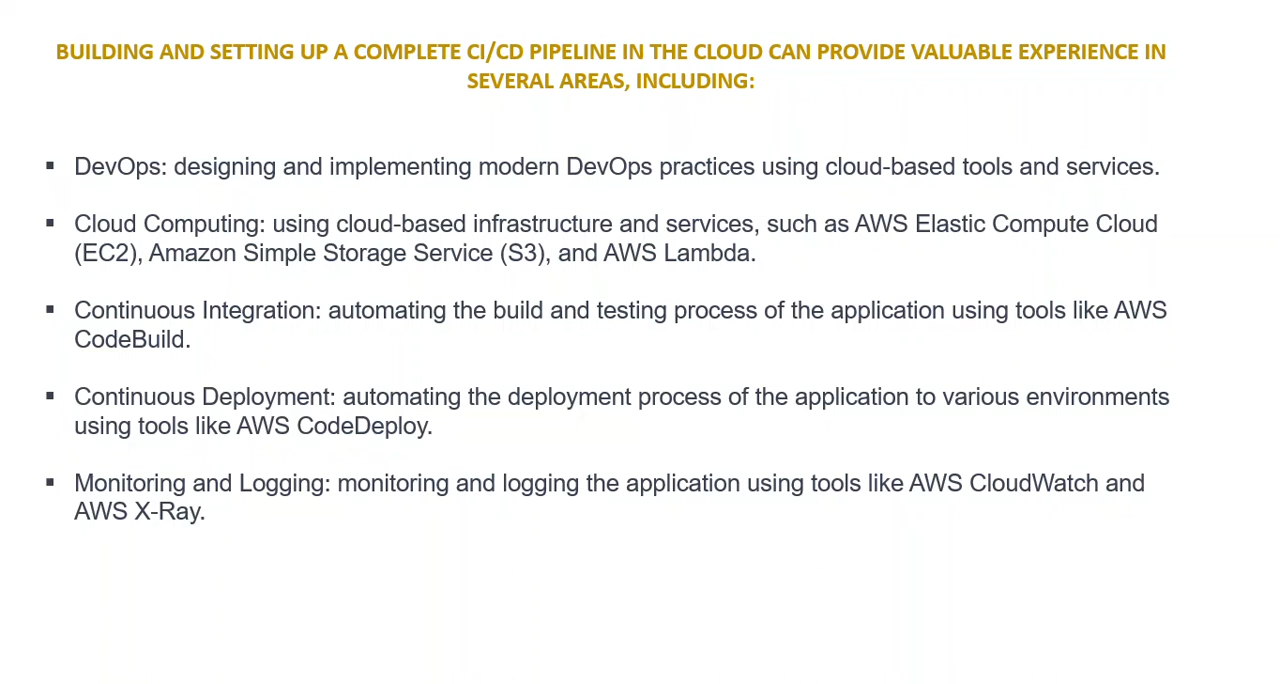 BUILDING AND SETTING UP A COMPLETE CI/CD PIPELINE IN THE CLOUD CAN PROVIDE VALUABLE EXPERIENCE IN
SEVERAL AREAS, INCLUDING:
▪ DevOps: designing and implementing modern DevOps practices using cloud-based tools and services.
▪ Cloud Computing: using cloud-based infrastructure and services, such as AWS Elastic Compute Cloud
(EC2), Amazon Simple Storage Service (S3), and AWS Lambda.
▪ Continuous Integration: automating the build and testing process of the application using tools like AWS
CodeBuild.
▪ Continuous Deployment: automating the deployment process of the application to various environments
using tools like AWS CodeDeploy.
▪ Monitoring and Logging: monitoring and logging the application using tools like AWS CloudWatch and
AWS X-Ray.